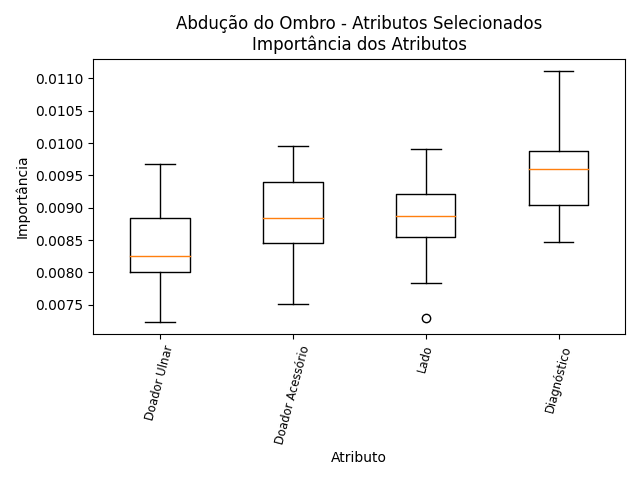 Abdução do Ombro - Atributos Selecionados
Importância dos Atributos
0.0110
0.0105
0.0100
0.0095
0.0090
0.0085
0.0080
0.0075
Importância
Doador Ulnar
Doador Acessório
Lado
Diagnóstico
Atributo